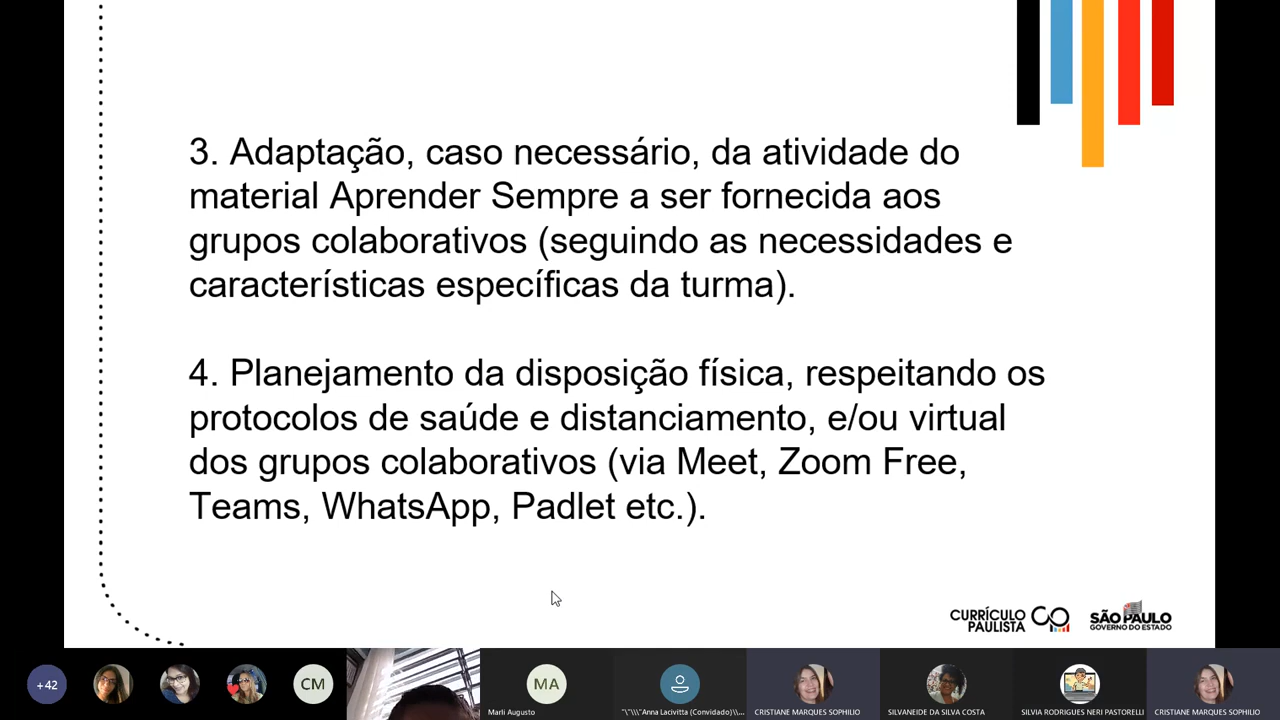 3. Adaptação, caso necessário, da atividade do
material Aprender Sempre a ser fornecida aos
grupos colaborativos (seguindo as necessidades e
características específicas da turma).
4. Planejamento da disposição física, respeitando os
protocolos de saúde e distanciamento, e/ou virtual
dos grupos colaborativos (via Meet, Zoom Free,
Teams, WhatsApp, Padlet etc.).
CURRÍCULO
PAULISTA
SÃO PAULO
GOVERNO DO ESTADO
+42
CM
MA
Marli Augusto
"\"\\\"Anna Lacivitta (Convidado)\\...
CRISTIANE MARQUES SOPHILIO
SILVANEIDE DA SILVA COSTA
SILVIA RODRIGUES NERI PASTORELLI
CRISTIANE MARQUES SOPHILIO